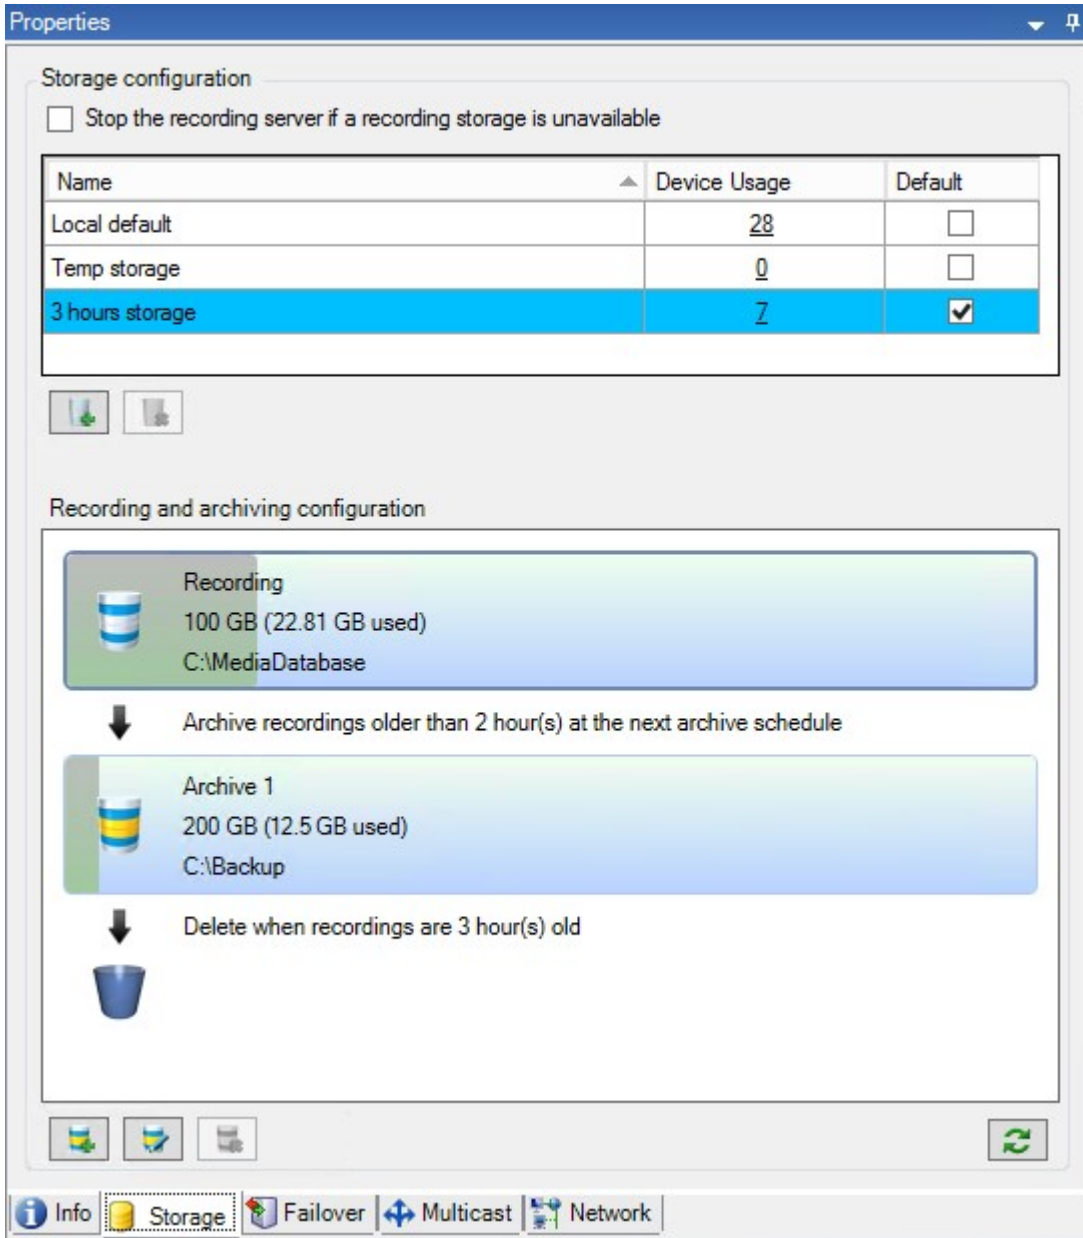 Properties
Storage configuration
Stop the recording server if a recording storage is unavailable
Name Device Usage Default
Local default 28
Temp storage 0
3 hours storage 7
Recording and archiving configuration
Recording
100 GB (22.81 GB used)
C:\MediaDatabase
Archive recordings older than 2 hour(s) at the next archive schedule
Archive 1
200 GB (12.5 GB used)
C:\Backup
Delete when recordings are 3 hour(s) old
Info Storage Failover Multicast Network